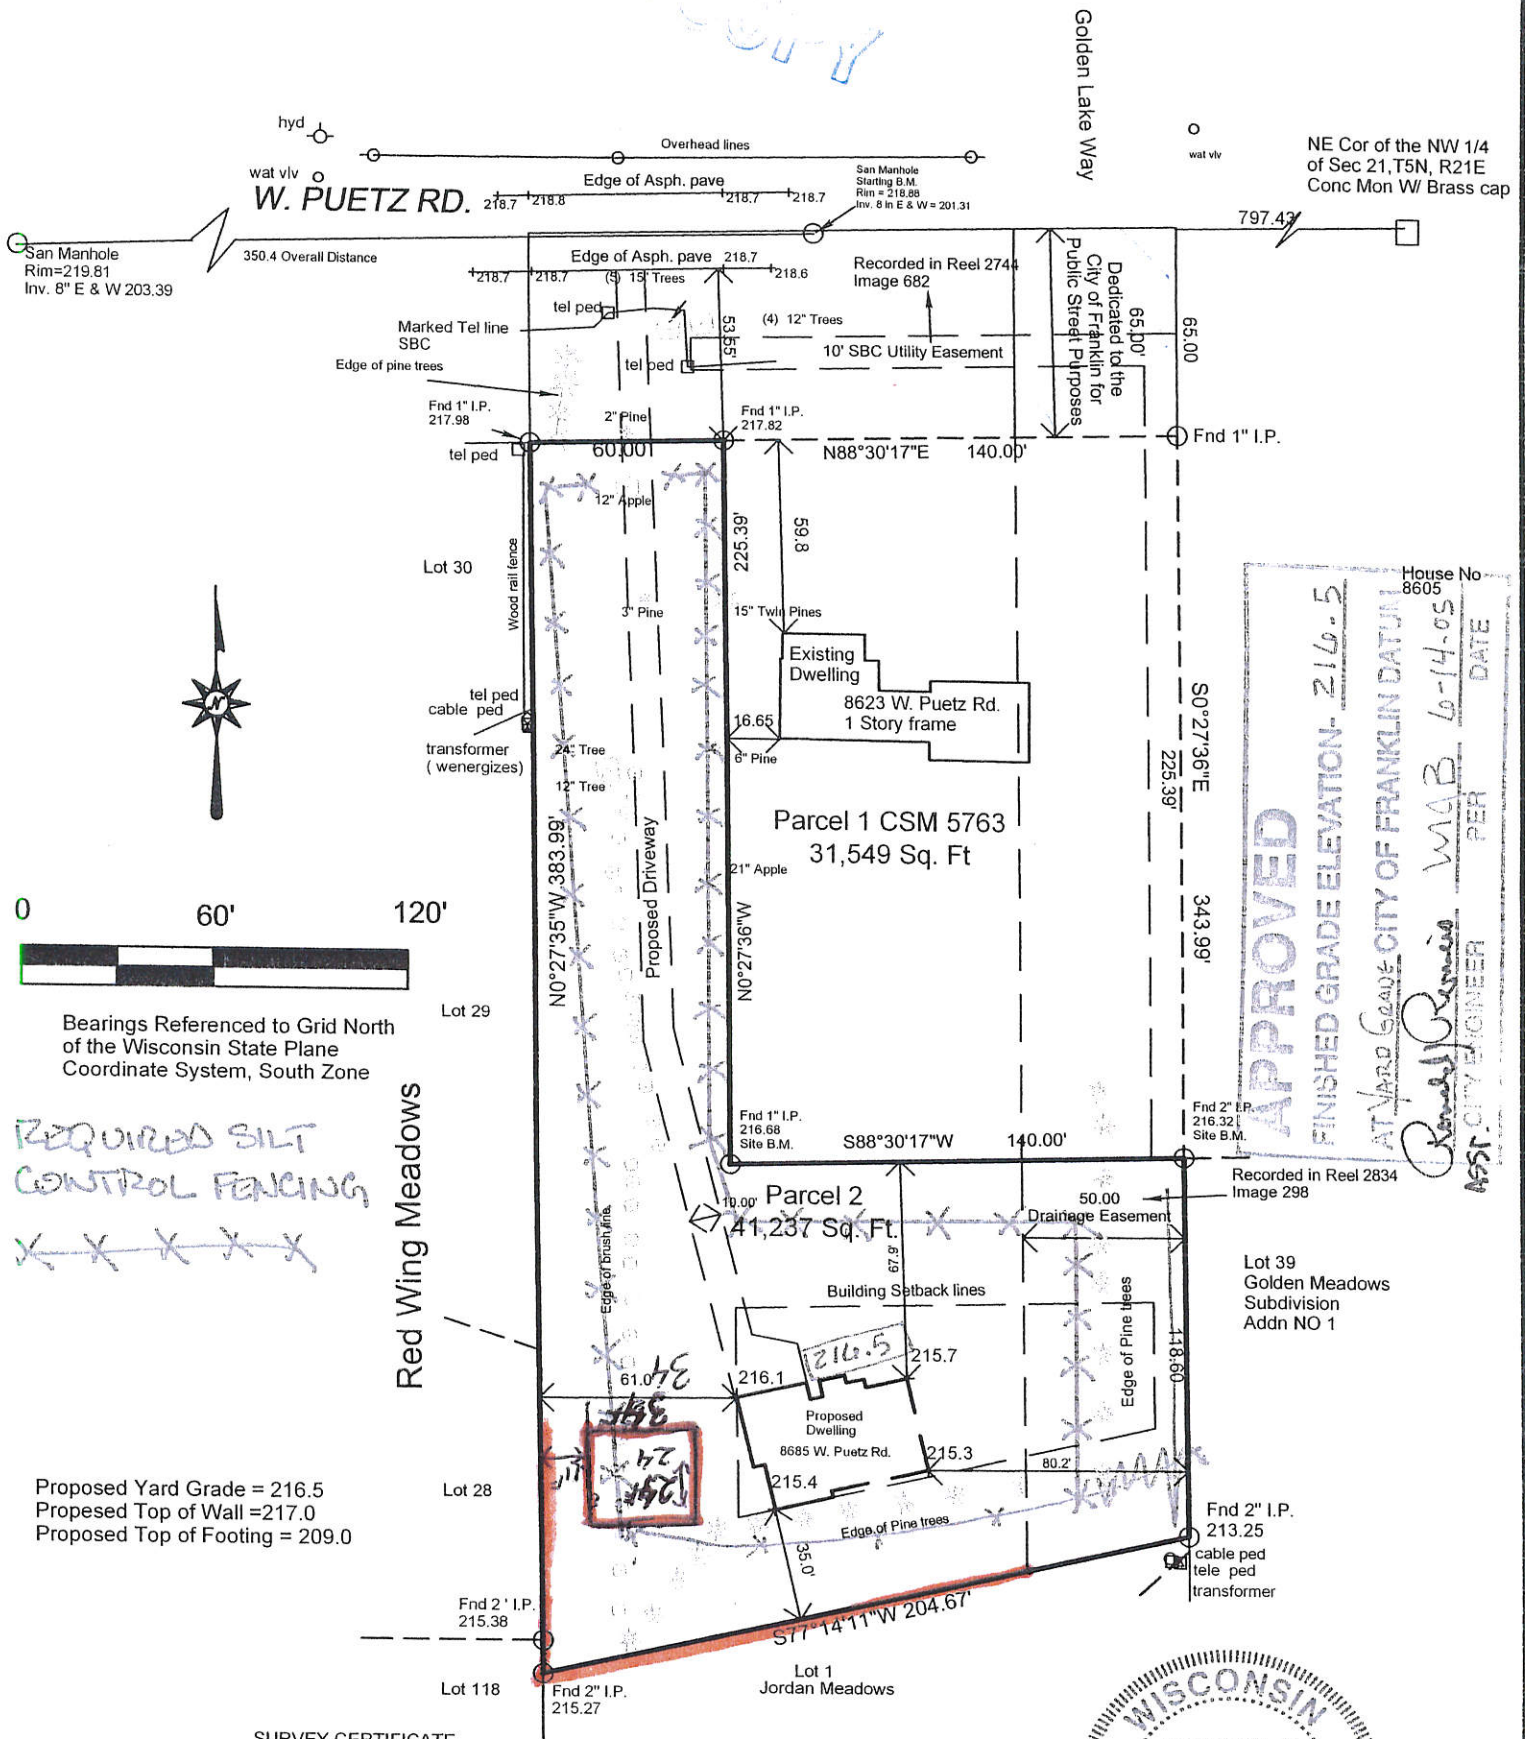 COPY
Golden Lake Way
hyd
Overhead lines
wat vlv
NE Cor of the NW 1/4
of Sec 21,T5N, R21E
Conc Mon W/ Brass cap
wat vlv
W. PUETZ RD.
Edge of Asph. pave
218.7
218.8
218.7
218.7
San Manhole
Starting B.M.
Rim = 218.88
Inv. 8 in E & W = 201.31
797.43
San Manhole
Rim=219.81
Inv. 8" E & W 203.39
350.4 Overall Distance
Edge of Asph. pave
218.7
218.7
218.7
218.6
(5) 15" Trees
Recorded in Reel 2744
Image 682
Dedicated to the
City of Franklin for
Public Street Purposes
65.00'
65.00
tel ped
Marked Tel line
SBC
53.55'
(4) 12" Trees
10' SBC Utility Easement
Edge of pine trees
tel ped
Fnd 1" I.P.
217.98
2" Pine
Fnd 1" I.P.
217.82
Fnd 1" I.P.
tel ped
60.00'
N88°30'17"E
140.00'
12" Apple
Wood rail fence
225.39'
59.8
Lot 30
3" Pine
15" Twin Pines
House No
8605
Existing
Dwelling
8623 W. Puetz Rd.
1 Story frame
S0°27'36"E
225.39'
tel ped
cable ped
16.65
transformer
( wenergizes)
24" Tree
6" Pine
12" Tree
N0°27'35"W 383.99'
Proposed Driveway
Parcel 1 CSM 5763
31,549 Sq. Ft
21" Apple
N0°27'36"W
343.99'
0
60'
120'
APPROVED
FINISHED GRADE ELEVATION- 216.5
AT YARD GRADE CITY OF FRANKLIN DATUM
MAB 6-14-05
ASST. CITY ENGINEER PER DATE
Lot 29
Bearings Referenced to Grid North
of the Wisconsin State Plane
Coordinate System, South Zone
REQUIRED SILT
CONTROL FENCING
Red Wing Meadows
Fnd 1" I.P.
216.68
Site B.M.
S88°30'17"W
140.00'
Fnd 2" I.P.
216.32
Site B.M.
Recorded in Reel 2834
Image 298
10.00'
Parcel 2
41,237 Sq. Ft.
50.00
Drainage Easement
Edge of brush line
67.6'
Building Setback lines
Edge of Pine trees
118.60
Lot 39
Golden Meadows
Subdivision
Addn NO 1
61.0'
34
216.1
215.7
Proposed
Dwelling
8685 W. Puetz Rd.
24
215.4
215.3
80.2'
Proposed Yard Grade = 216.5
Propesed Top of Wall =217.0
Proposed Top of Footing = 209.0
Lot 28
Edge of Pine trees
35.0'
Fnd 2" I.P.
213.25
cable ped
tele ped
transformer
Fnd 2 ' I.P.
215.38
S77°14'11"W 204.67'
Lot 118
Fnd 2" I.P.
215.27
Lot 1
Jordan Meadows
SURVEY CERTIFICATE
WISCONSIN